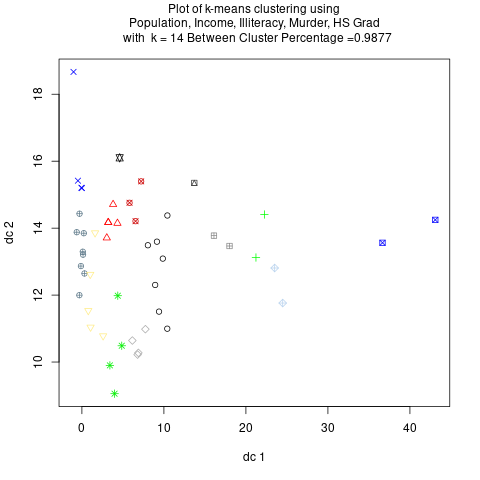 Plot of k-means clustering using
Population, Income, Illiteracy, Murder, HS Grad
with k = 14 Between Cluster Percentage =0.9877
18
16
14
12
10
dc 2
0 10 20 30 40
dc 1